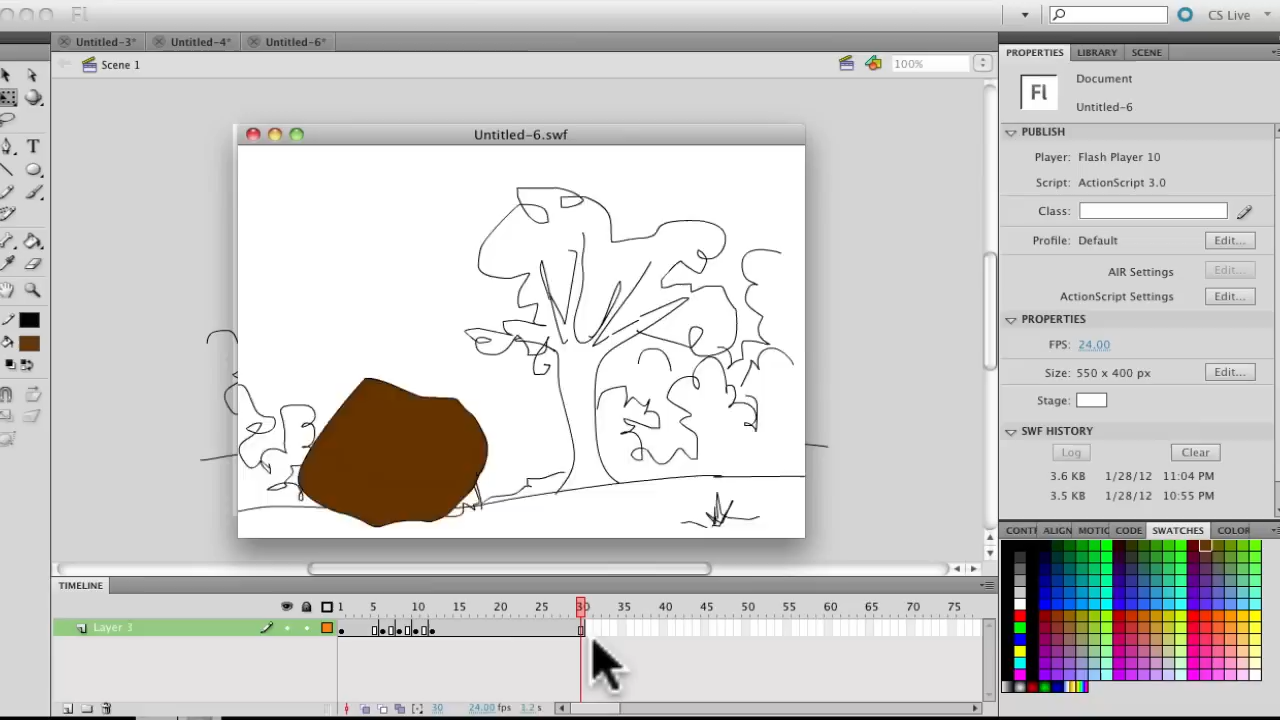 Fl
CS Live
Untitled-3* Untitled-4* Untitled-6*
Scene 1
100%
PROPERTIES LIBRARY SCENE
Fl
Document
Untitled-6
Untitled-6.swf
PUBLISH
Player: Flash Player 10
Script: ActionScript 3.0
Class:
Profile: Default Edit...
AIR Settings Edit...
ActionScript Settings Edit...
PROPERTIES
FPS: 24.00
Size: 550 x 400 px Edit...
Stage:
SWF HISTORY
Log Clear
3.6 KB 1/28/12 11:04 PM
3.5 KB 1/28/12 10:55 PM
CONT ALIGN MOTIC CODE SWATCHES COLOR
T
TIMELINE
1 5 10 15 20 25 30 35 40 45 50 55 60 65 70 75
Layer 3
30 24.00 fps 1.2 s